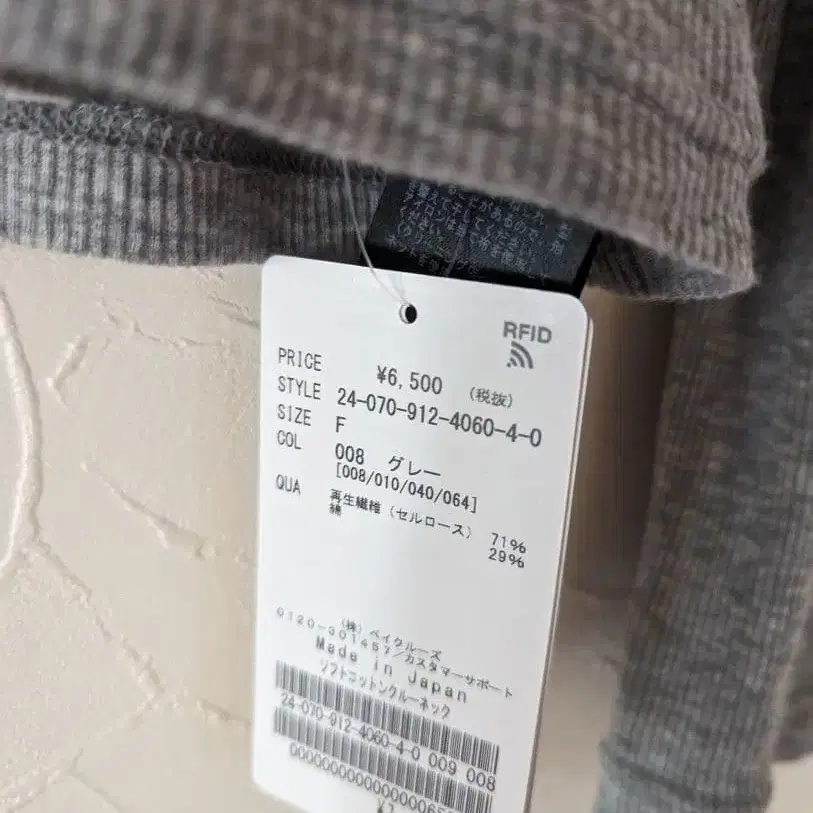 RFID
PRICE ¥6,500 (税抜)
STYLE 24-070-912-4060-4-0
SIZE F
COL 008 グレー
[008/010/040/064]
QUA 再生繊維(セルロース) 71%
綿 29%
(株)ベイクルーズ
0120-301457/カスタマーサポート
Made in Japan
ソフトコットンクルーネック
24-070-912-4060-4-0 009 008